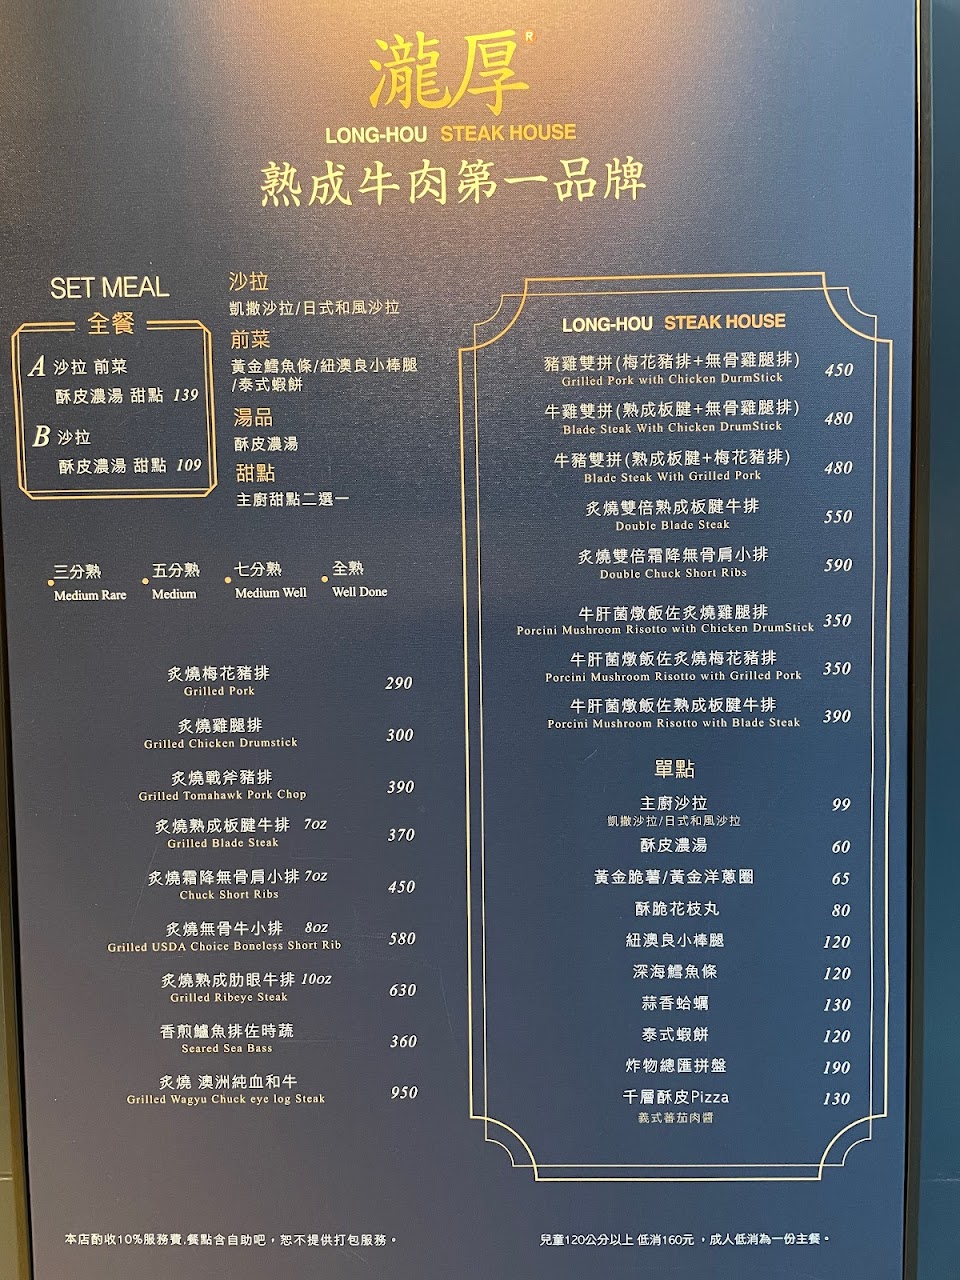 瀧厚®
LONG-HOU STEAK HOUSE
熟成牛肉第一品牌
SET MEAL
全餐
A 沙拉 前菜
酥皮濃湯 甜點 139
B 沙拉
酥皮濃湯 甜點 109
沙拉
凱撒沙拉/日式和風沙拉
前菜
黃金鱈魚條/紐澳良小棒腿
/泰式蝦餅
湯品
酥皮濃湯
甜點
主廚甜點二選一
三分熟 五分熟 七分熟 全熟
Medium Rare Medium Medium Well Well Done
炙燒梅花豬排
Grilled Pork 290
炙燒雞腿排
Grilled Chicken Drumstick 300
炙燒戰斧豬排
Grilled Tomahawk Pork Chop 390
炙燒熟成板腱牛排 7oz
Grilled Blade Steak 370
炙燒霜降無骨肩小排 7oz
Chuck Short Ribs 450
炙燒無骨牛小排 8oz
Grilled USDA Choice Boneless Short Rib 580
炙燒熟成肋眼牛排 10oz
Grilled Ribeye Steak 630
香煎鱸魚排佐時蔬
Seared Sea Bass 360
炙燒 澳洲純血和牛
Grilled Wagyu Chuck eye log Steak 950
LONG-HOU STEAK HOUSE
豬雞雙拼(梅花豬排+無骨雞腿排) 450
Grilled Pork with Chicken DurmStick
牛雞雙拼(熟成板腱+無骨雞腿排) 480
Blade Steak With Chicken DrumStick
牛豬雙拼(熟成板腱+梅花豬排) 480
Blade Steak With Grilled Pork
炙燒雙倍熟成板腱牛排 550
Double Blade Steak
炙燒雙倍霜降無骨肩小排 590
Double Chuck Short Ribs
牛肝菌燉飯佐炙燒雞腿排 350
Porcini Mushroom Risotto with Chicken DrumStick
牛肝菌燉飯佐炙燒梅花豬排 350
Porcini Mushroom Risotto with Grilled Pork
牛肝菌燉飯佐熟成板腱牛排 390
Porcini Mushroom Risotto with Blade Steak
單點
主廚沙拉 99
凱撒沙拉/日式和風沙拉
酥皮濃湯 60
黃金脆薯/黃金洋蔥圈 65
酥脆花枝丸 80
紐澳良小棒腿 120
深海鱈魚條 120
蒜香蛤蠣 130
泰式蝦餅 120
炸物總匯拼盤 190
千層酥皮Pizza 130
義式蕃茄肉醬
本店酌收10%服務費,餐點含自助吧，恕不提供打包服務。
兒童120公分以上 低消160元 ，成人低消為一份主餐。